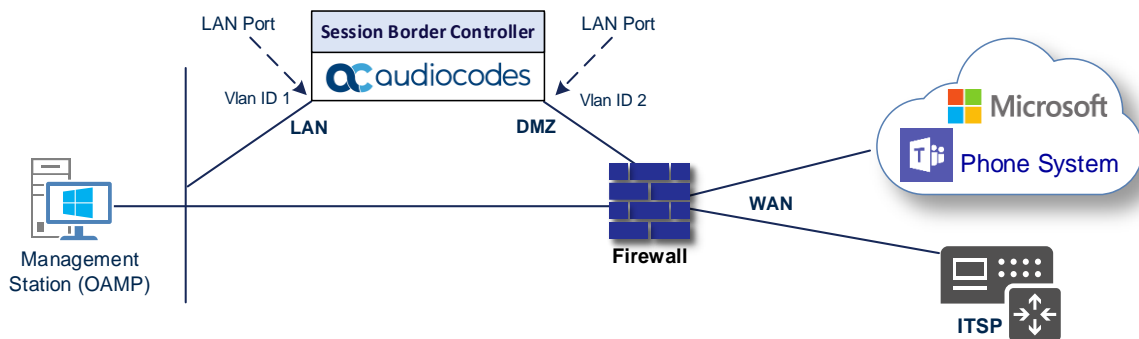 LAN Port
Session Border Controller
LAN Port
audiocodes
Vlan ID 1
Vlan ID 2
LAN
DMZ
Microsoft
T
Phone System
WAN
Firewall
Management
Station (OAMP)
ITSP